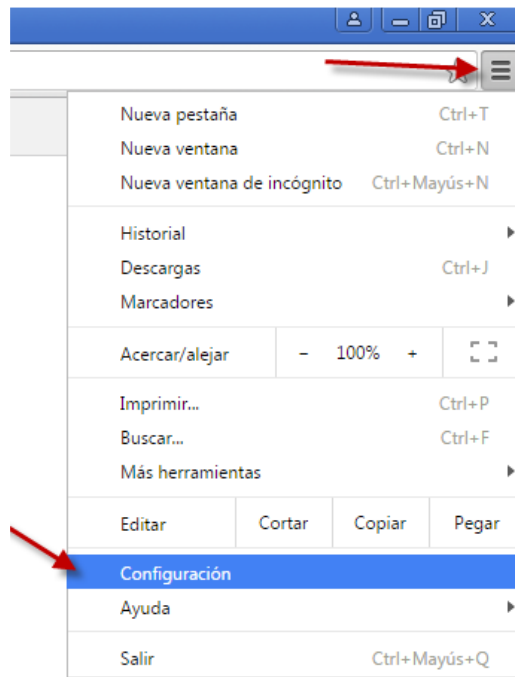 Nueva pestaña Ctrl+T
Nueva ventana Ctrl+N
Nueva ventana de incógnito Ctrl+Mayús+N
Historial
Descargas Ctrl+J
Marcadores
Acercar/alejar − 100% +
Imprimir... Ctrl+P
Buscar... Ctrl+F
Más herramientas
Editar Cortar Copiar Pegar
Configuración
Ayuda
Salir Ctrl+Mayús+Q